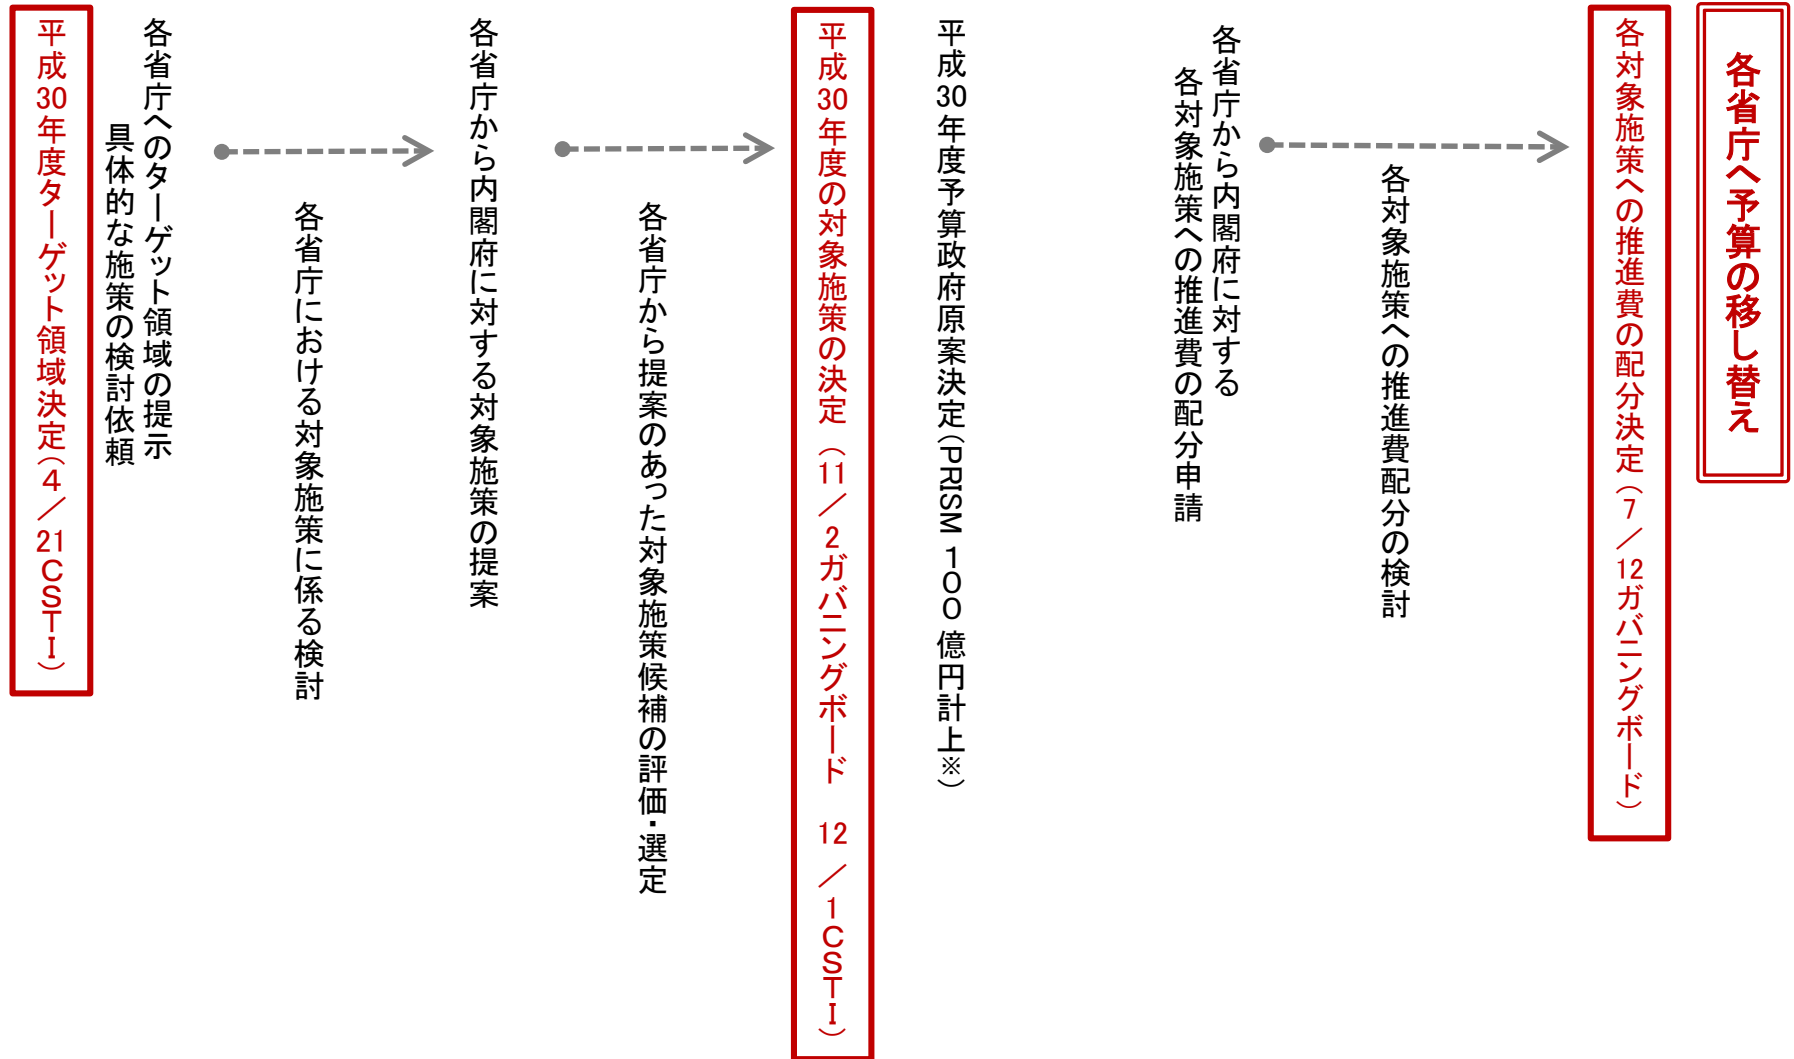 平成30年度ターゲット領域決定(4／21CSTI)
各省庁へのターゲット領域の提示
具体的な施策の検討依頼
各省庁における対象施策に係る検討
各省庁から内閣府に対する対象施策の提案
各省庁から提案のあった対象施策候補の評価・選定
平成30年度の対象施策の決定(11／2ガバニングボード　12／1CSTI)
平成30年度予算政府原案決定(PRISM 100億円計上※)
各省庁から内閣府に対する
各対象施策への推進費の配分申請
各対象施策への推進費配分の検討
各対象施策への推進費の配分決定(7／12ガバニングボード)
各省庁へ予算の移し替え